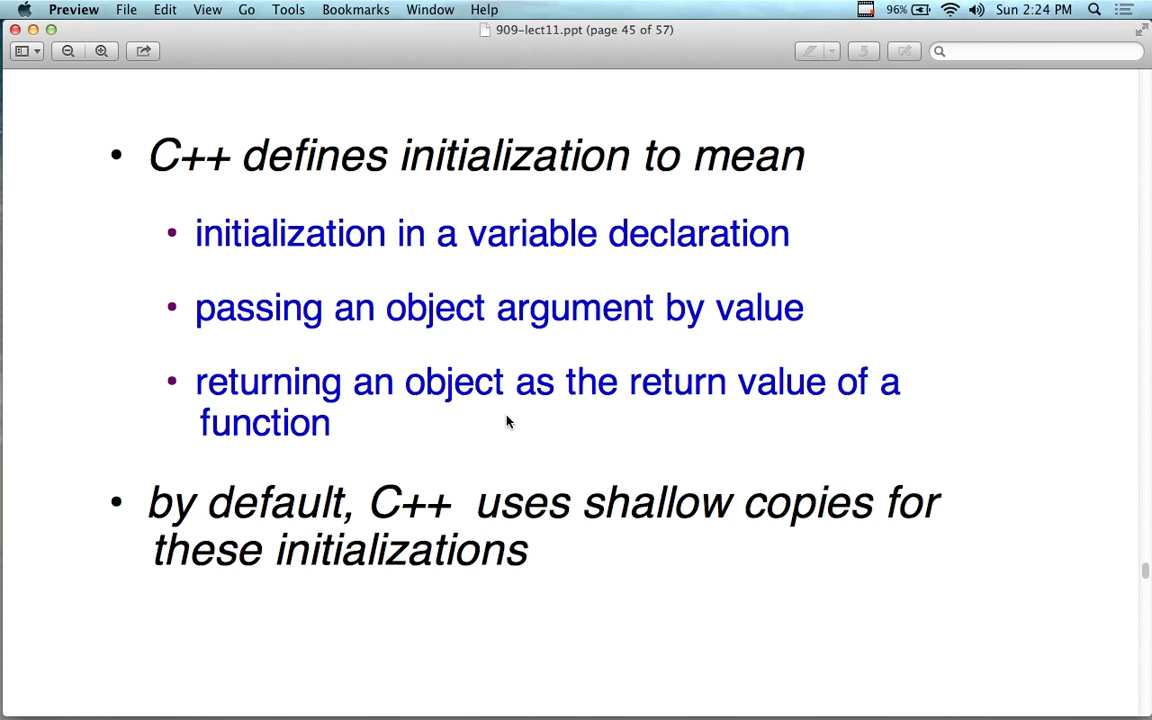 Preview File Edit View Go Tools Bookmarks Window Help 96% Sun 2:24 PM
909-lect11.ppt (page 45 of 57)
• C++ defines initialization to mean
• initialization in a variable declaration
• passing an object argument by value
• returning an object as the return value of a
function
• by default, C++ uses shallow copies for
these initializations